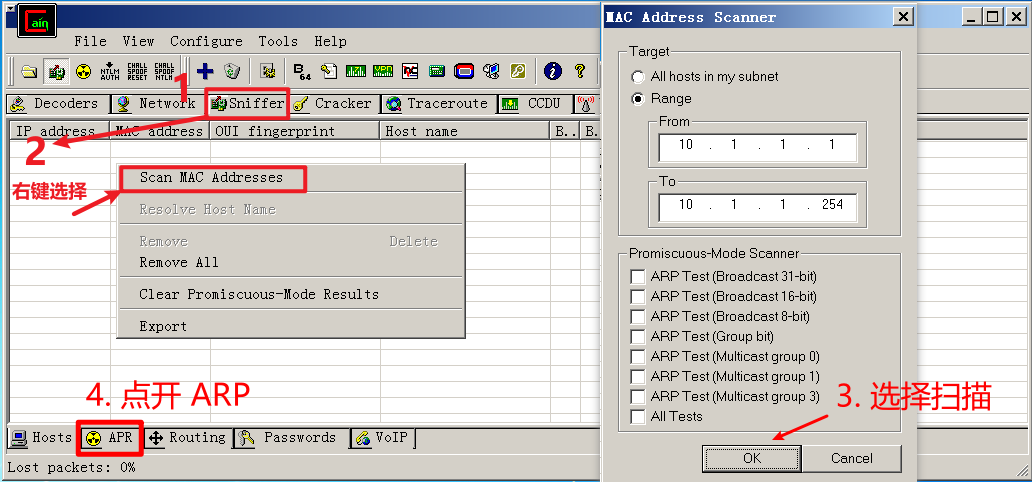 Cain
MAC Address Scanner
File View Configure Tools Help
NTLM AUTH
CHALL SPOOF RESET
CHALL SPOOF NTLM
B64
1
Decoders Network Sniffer Cracker Traceroute CCDU
IP address MAC address OUI fingerprint Host name B.. B.
2
右键选择
Scan MAC Addresses
Resolve Host Name
Remove Delete
Remove All
Clear Promiscuous-Mode Results
Export
4. 点开 ARP
Hosts APR Routing Passwords VoIP
Lost packets: 0%
Target
All hosts in my subnet
Range
From
10 . 1 . 1 . 1
To
10 . 1 . 1 . 254
Promiscuous-Mode Scanner
ARP Test (Broadcast 31-bit)
ARP Test (Broadcast 16-bit)
ARP Test (Broadcast 8-bit)
ARP Test (Group bit)
ARP Test (Multicast group 0)
ARP Test (Multicast group 1)
ARP Test (Multicast group 3)
All Tests
3. 选择扫描
OK Cancel